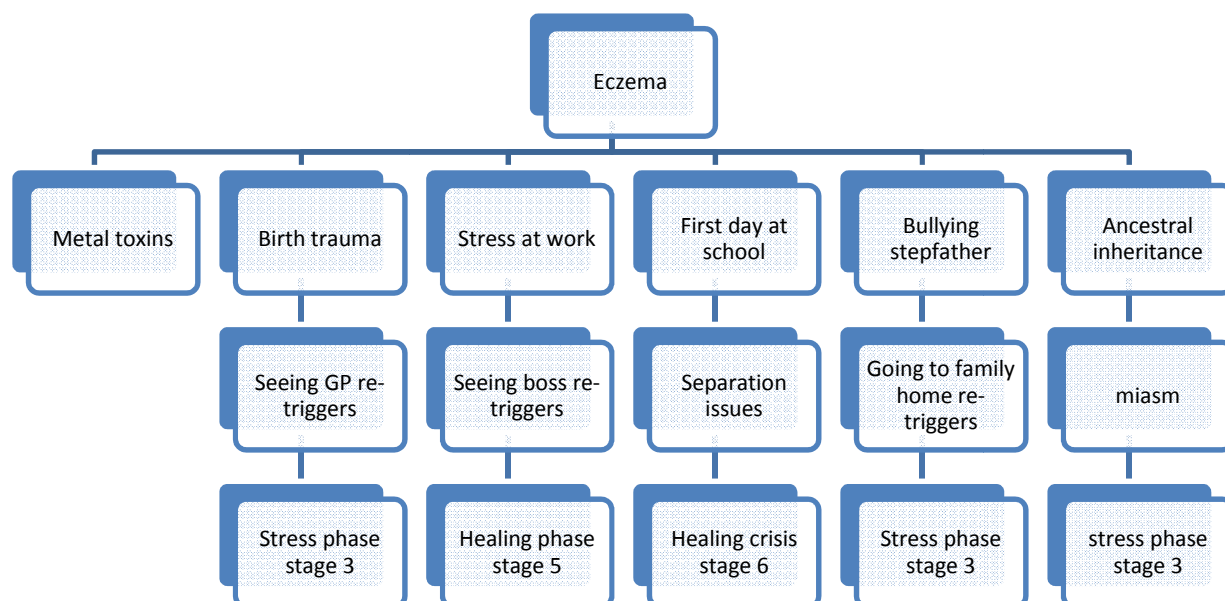 Eczema
Metal toxins
Birth trauma
Stress at work
First day at
school
Bullying
stepfather
Ancestral
inheritance
Seeing GP re-
triggers
Seeing boss re-
triggers
Separation
issues
Going to family
home re-
triggers
miasm
Stress phase
stage 3
Healing phase
stage 5
Healing crisis
stage 6
Stress phase
stage 3
stress phase
stage 3